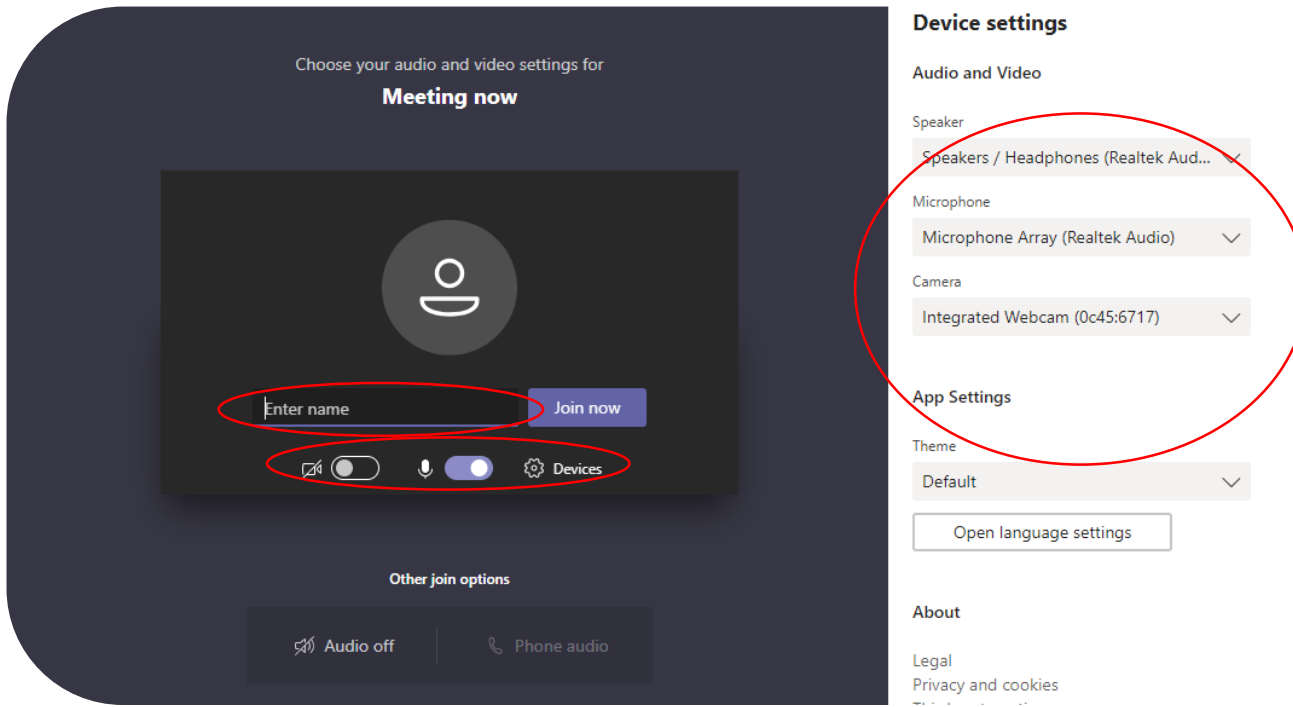 Choose your audio and video settings for
Meeting now
Enter name
Join now
Devices
Other join options
Audio off
Phone audio
Device settings
Audio and Video
Speaker
Speakers / Headphones (Realtek Aud...
Microphone
Microphone Array (Realtek Audio)
Camera
Integrated Webcam (0c45:6717)
App Settings
Theme
Default
Open language settings
About
Legal
Privacy and cookies